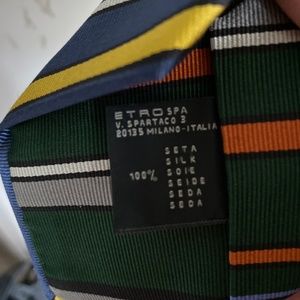 ETRO SPA
V. SPARTACO 3
20135 MILANO-ITALIA
SETA
SILK
100% SOIE
SEIDE
SEDA
SEDA